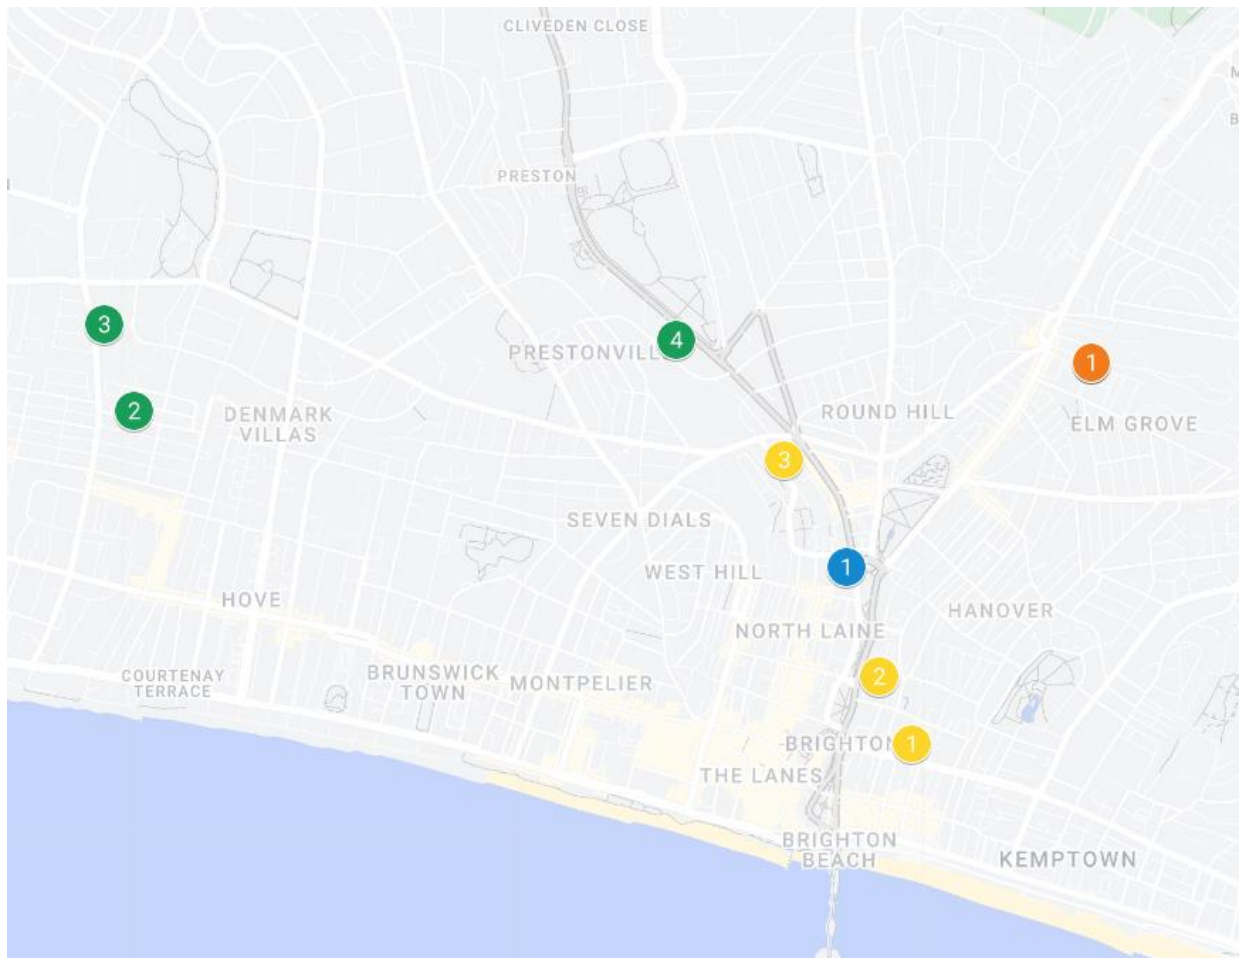 CLIVEDEN CLOSE
PRESTON
3
4
PRESTONVILL
1
2
DENMARK
VILLAS
ROUND HILL
ELM GROVE
3
SEVEN DIALS
WEST HILL
1
HOVE
HANOVER
NORTH LAINE
COURTENAY
TERRACE
BRUNSWICK
TOWN
MONTPELIER
2
BRIGHTON
1
THE LANES
BRIGHTON
BEACH
KEMPTOWN